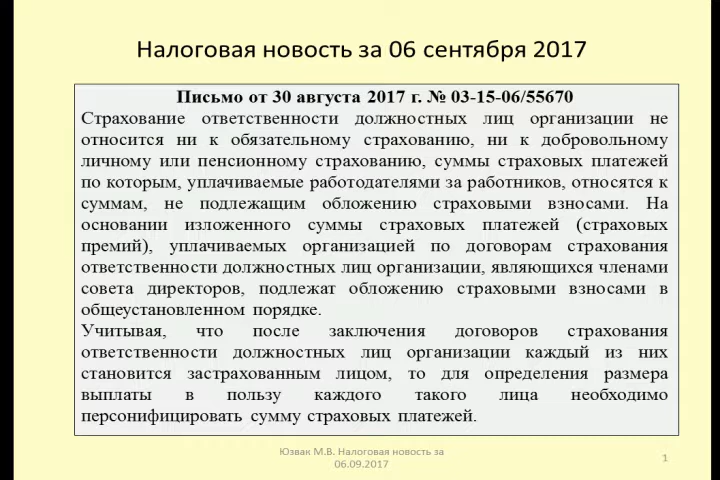 Налоговая новость за 06 сентября 2017
Письмо от 30 августа 2017 г. № 03-15-06/55670
Страхование ответственности должностных лиц организации не
относится ни к обязательному страхованию, ни к добровольному
личному или пенсионному страхованию, суммы страховых платежей
по которым, уплачиваемые работодателями за работников, относятся к
суммам, не подлежащим обложению страховыми взносами. На
основании изложенного суммы страховых платежей (страховых
премий), уплачиваемых организацией по договорам страхования
ответственности должностных лиц организации, являющихся членами
совета директоров, подлежат обложению страховыми взносами в
общеустановленном порядке.
Учитывая, что после заключения договоров страхования
ответственности должностных лиц организации каждый из них
становится застрахованным лицом, то для определения размера
выплаты в пользу каждого такого лица необходимо
персонифицировать сумму страховых платежей.
Юзвак М.В. Налоговая новость за
06.09.2017
1